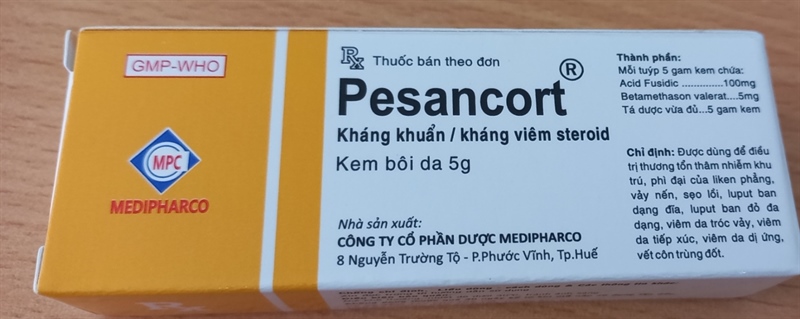 GMP-WHO
MPC
MEDIPHARCO
Rx Thuốc bán theo đơn
Pesancort®
Kháng khuẩn / kháng viêm steroid
Kem bôi da 5g
Nhà sản xuất:
CÔNG TY CỔ PHẦN DƯỢC MEDIPHARCO
8 Nguyễn Trường Tộ - P.Phước Vĩnh, Tp.Huế
Thành phần:
Mỗi tuýp 5 gam kem chứa:
Acid Fusidic ..............100mg
Betamethason valerat....5mg
Tá dược vừa đủ...5 gam kem
Chỉ định: Được dùng để điều
trị thương tổn thâm nhiễm khu
trú, phì đại của liken phẳng,
vảy nến, sẹo lồi, luput ban
dạng đĩa, luput ban đỏ đa
dạng, viêm da tróc vảy, viêm
da tiếp xúc, viêm da dị ứng,
vết côn trùng đốt.
Rx